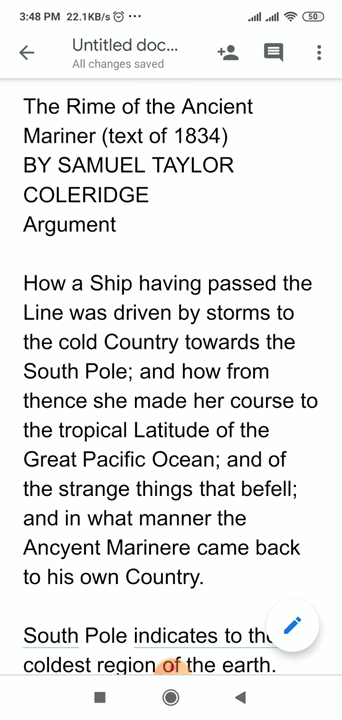 3:48 PM 22.1KB/s ··· 50
Untitled doc...
All changes saved
The Rime of the Ancient
Mariner (text of 1834)
BY SAMUEL TAYLOR
COLERIDGE
Argument
How a Ship having passed the
Line was driven by storms to
the cold Country towards the
South Pole; and how from
thence she made her course to
the tropical Latitude of the
Great Pacific Ocean; and of
the strange things that befell;
and in what manner the
Ancyent Marinere came back
to his own Country.
South Pole indicates to the
coldest region of the earth.